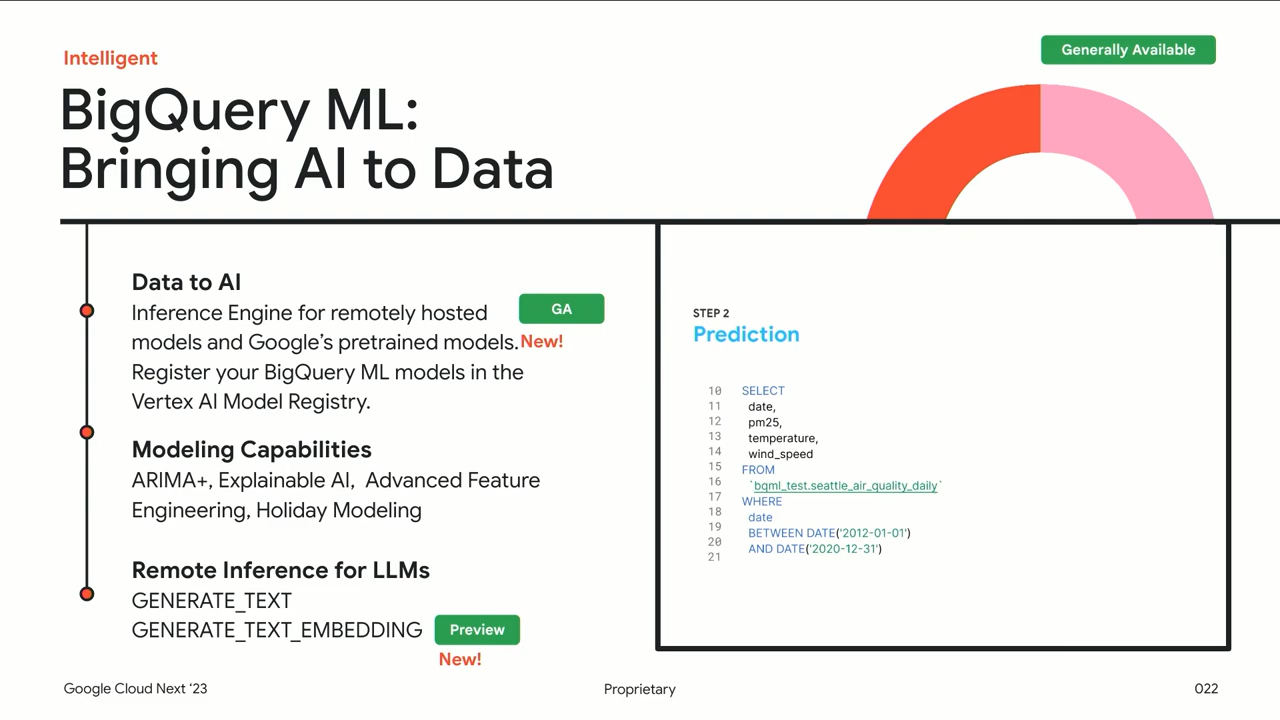 Intelligent
Generally Available
BigQuery ML:
Bringing AI to Data
Data to AI
Inference Engine for remotely hosted
GA
models and Google’s pretrained models.
New!
Register your BigQuery ML models in the
Vertex AI Model Registry.
Modeling Capabilities
ARIMA+, Explainable AI, Advanced Feature
Engineering, Holiday Modeling
Remote Inference for LLMs
GENERATE_TEXT
GENERATE_TEXT_EMBEDDING
Preview
New!
STEP 2
Prediction
10 SELECT
11 date,
12 pm25,
13 temperature,
14 wind_speed
15 FROM
16 `bqml_test.seattle_air_quality_daily`
17 WHERE
18 date
19 BETWEEN DATE('2012-01-01')
20 AND DATE('2020-12-31')
21
Google Cloud Next ‘23
Proprietary
022